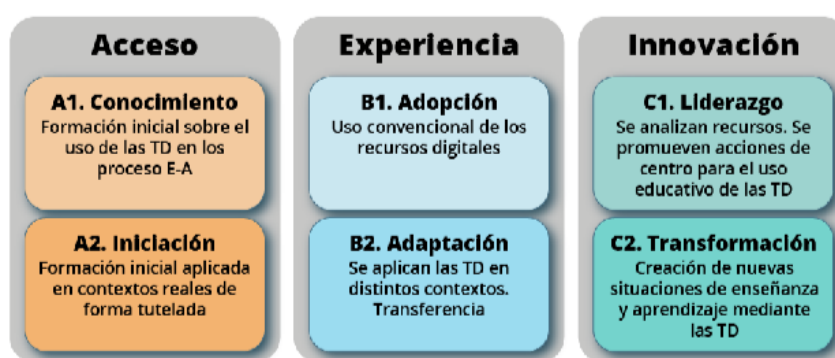 Acceso
A1. Conocimiento
Formación inicial sobre el
uso de las TD en los
proceso E-A
A2. Iniciación
Formación inicial aplicada
en contextos reales de
forma tutelada
Experiencia
B1. Adopción
Uso convencional de los
recursos digitales
B2. Adaptación
Se aplican las TD en
distintos contextos.
Transferencia
Innovación
C1. Liderazgo
Se analizan recursos. Se
promueven acciones de
centro para el uso
educativo de las TD
C2. Transformación
Creación de nuevas
situaciones de enseñanza
y aprendizaje mediante
las TD